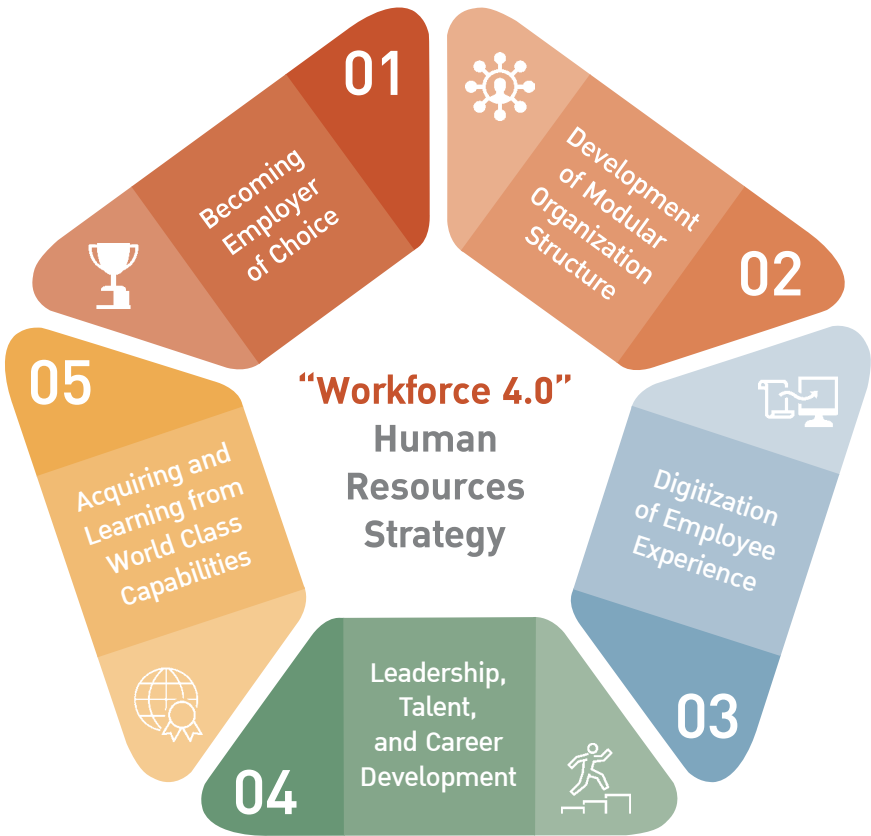 01
Becoming
Employer
of Choice
Development
of Modular
Organization
Structure
02
“Workforce 4.0”
Human
Resources
Strategy
Digitization
of Employee
Experience
03
Leadership,
Talent,
and Career
Development
04
05
Acquiring and
Learning from
World Class
Capabilities